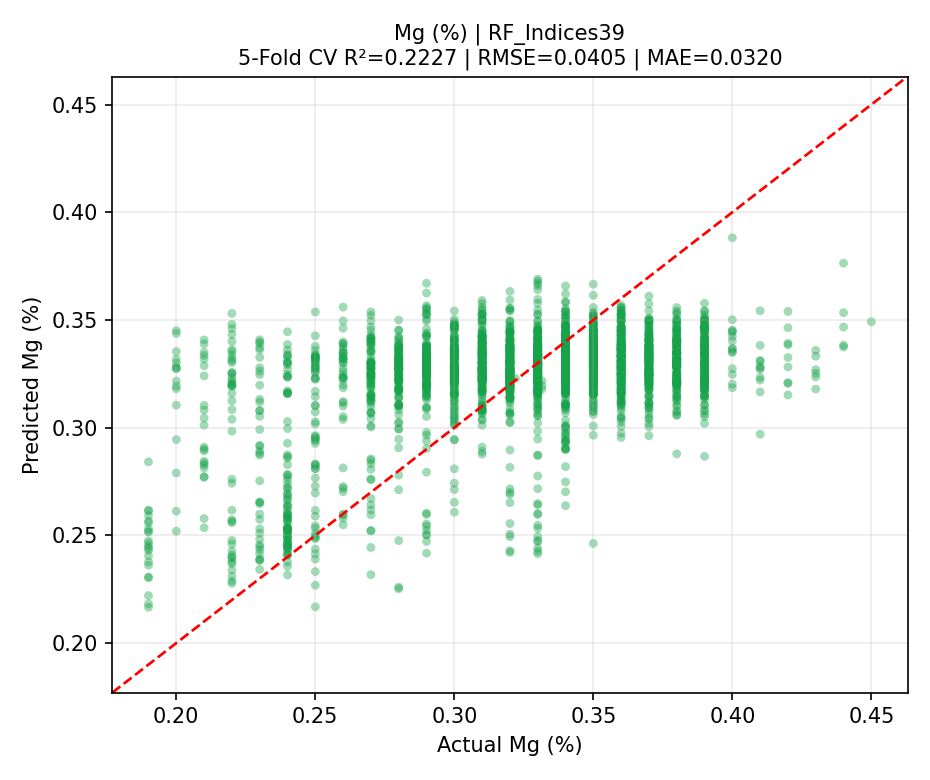 Mg (%) | RF_Indices39
5-Fold CV R²=0.2227 | RMSE=0.0405 | MAE=0.0320
Predicted Mg (%)
0.45
0.40
0.35
0.30
0.25
0.20
0.20 0.25 0.30 0.35 0.40 0.45
Actual Mg (%)